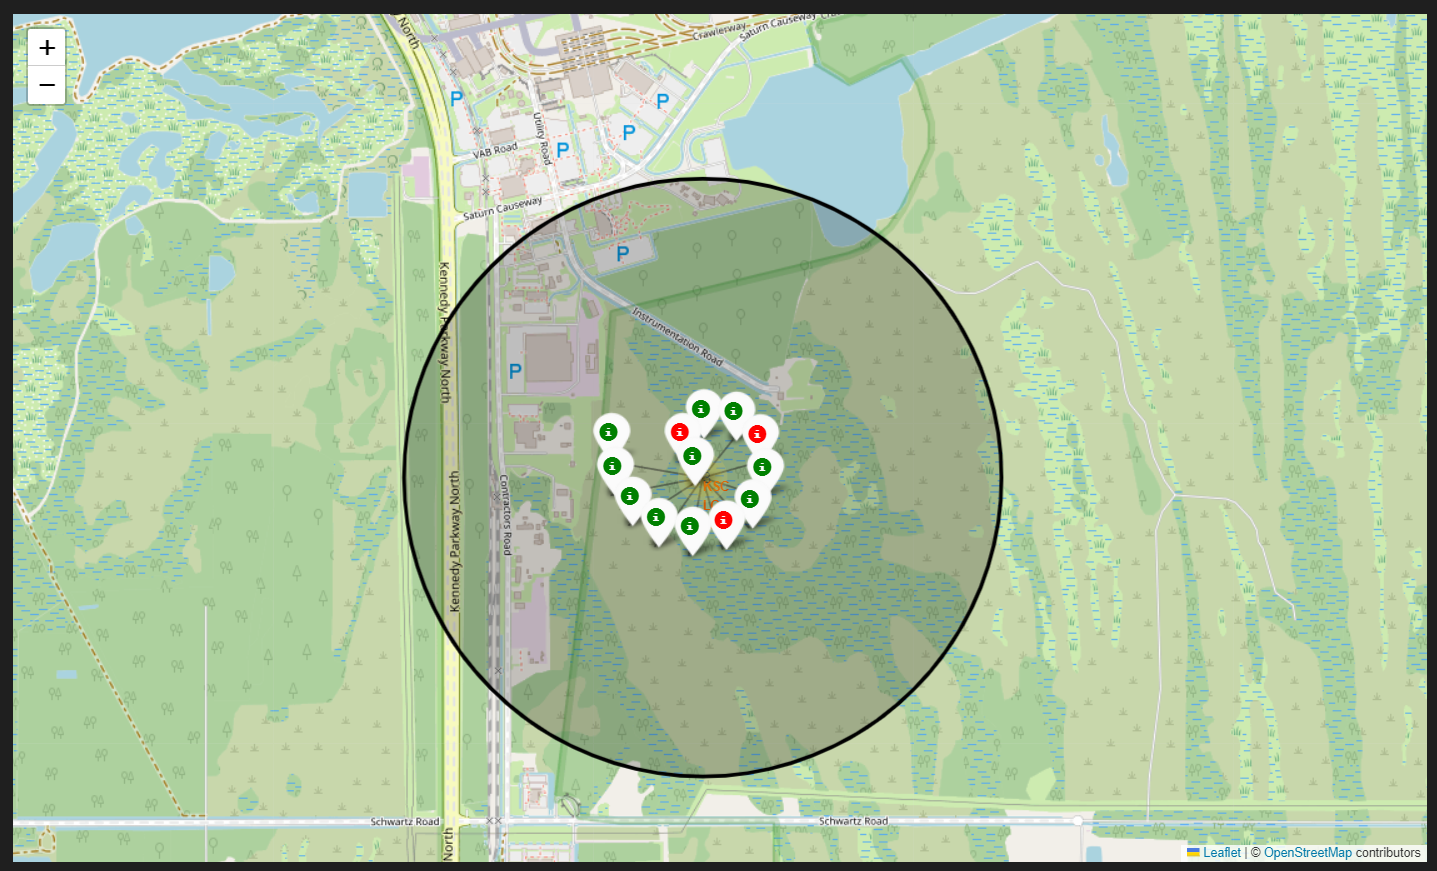 +
−
North
Crawlerway
Saturn Causeway
P
P
P
P
Utility Road
VAB Road
Saturn Causeway
P
Kennedy Parkway North
Instrumentation Road
P
Kennedy Parkway North
Contractors Road
KSC
Schwartz Road
Schwartz Road
North
Leaflet | © OpenStreetMap contributors